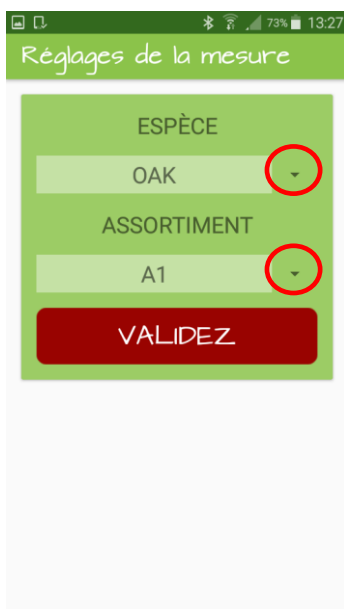 73% 13:27
Réglages de la mesure
ESPÈCE
OAK
ASSORTIMENT
A1
VALIDEZ